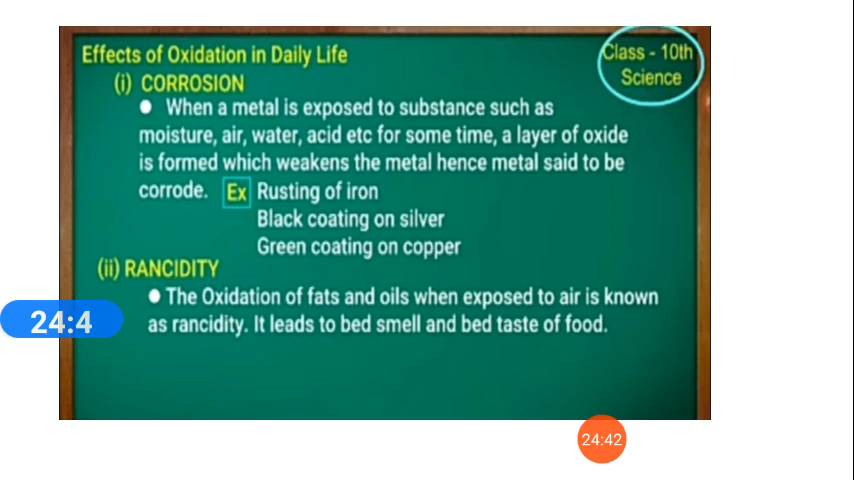 Effects of Oxidation in Daily Life
Class - 10th
Science
(i) CORROSION
● When a metal is exposed to substance such as
moisture, air, water, acid etc for some time, a layer of oxide
is formed which weakens the metal hence metal said to be
corrode. Ex Rusting of iron
Black coating on silver
Green coating on copper
(ii) RANCIDITY
● The Oxidation of fats and oils when exposed to air is known
as rancidity. It leads to bed smell and bed taste of food.
24:4
24:42